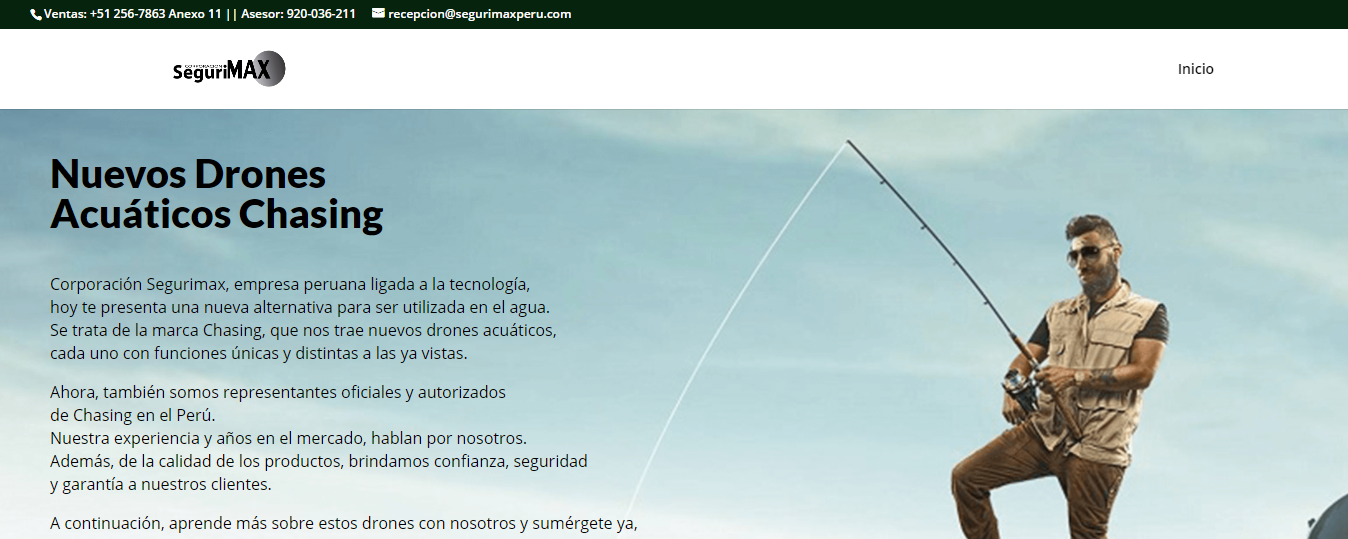 Ventas: +51 256-7863 Anexo 11 || Asesor: 920-036-211 recepcion@segurimaxperu.com
CORPORACION
SeguriMAX
Inicio
Nuevos Drones
Acuáticos Chasing
Corporación Segurimax, empresa peruana ligada a la tecnología,
hoy te presenta una nueva alternativa para ser utilizada en el agua.
Se trata de la marca Chasing, que nos trae nuevos drones acuáticos,
cada uno con funciones únicas y distintas a las ya vistas.
Ahora, también somos representantes oficiales y autorizados
de Chasing en el Perú.
Nuestra experiencia y años en el mercado, hablan por nosotros.
Además, de la calidad de los productos, brindamos confianza, seguridad
y garantía a nuestros clientes.
A continuación, aprende más sobre estos drones con nosotros y sumérgete ya,